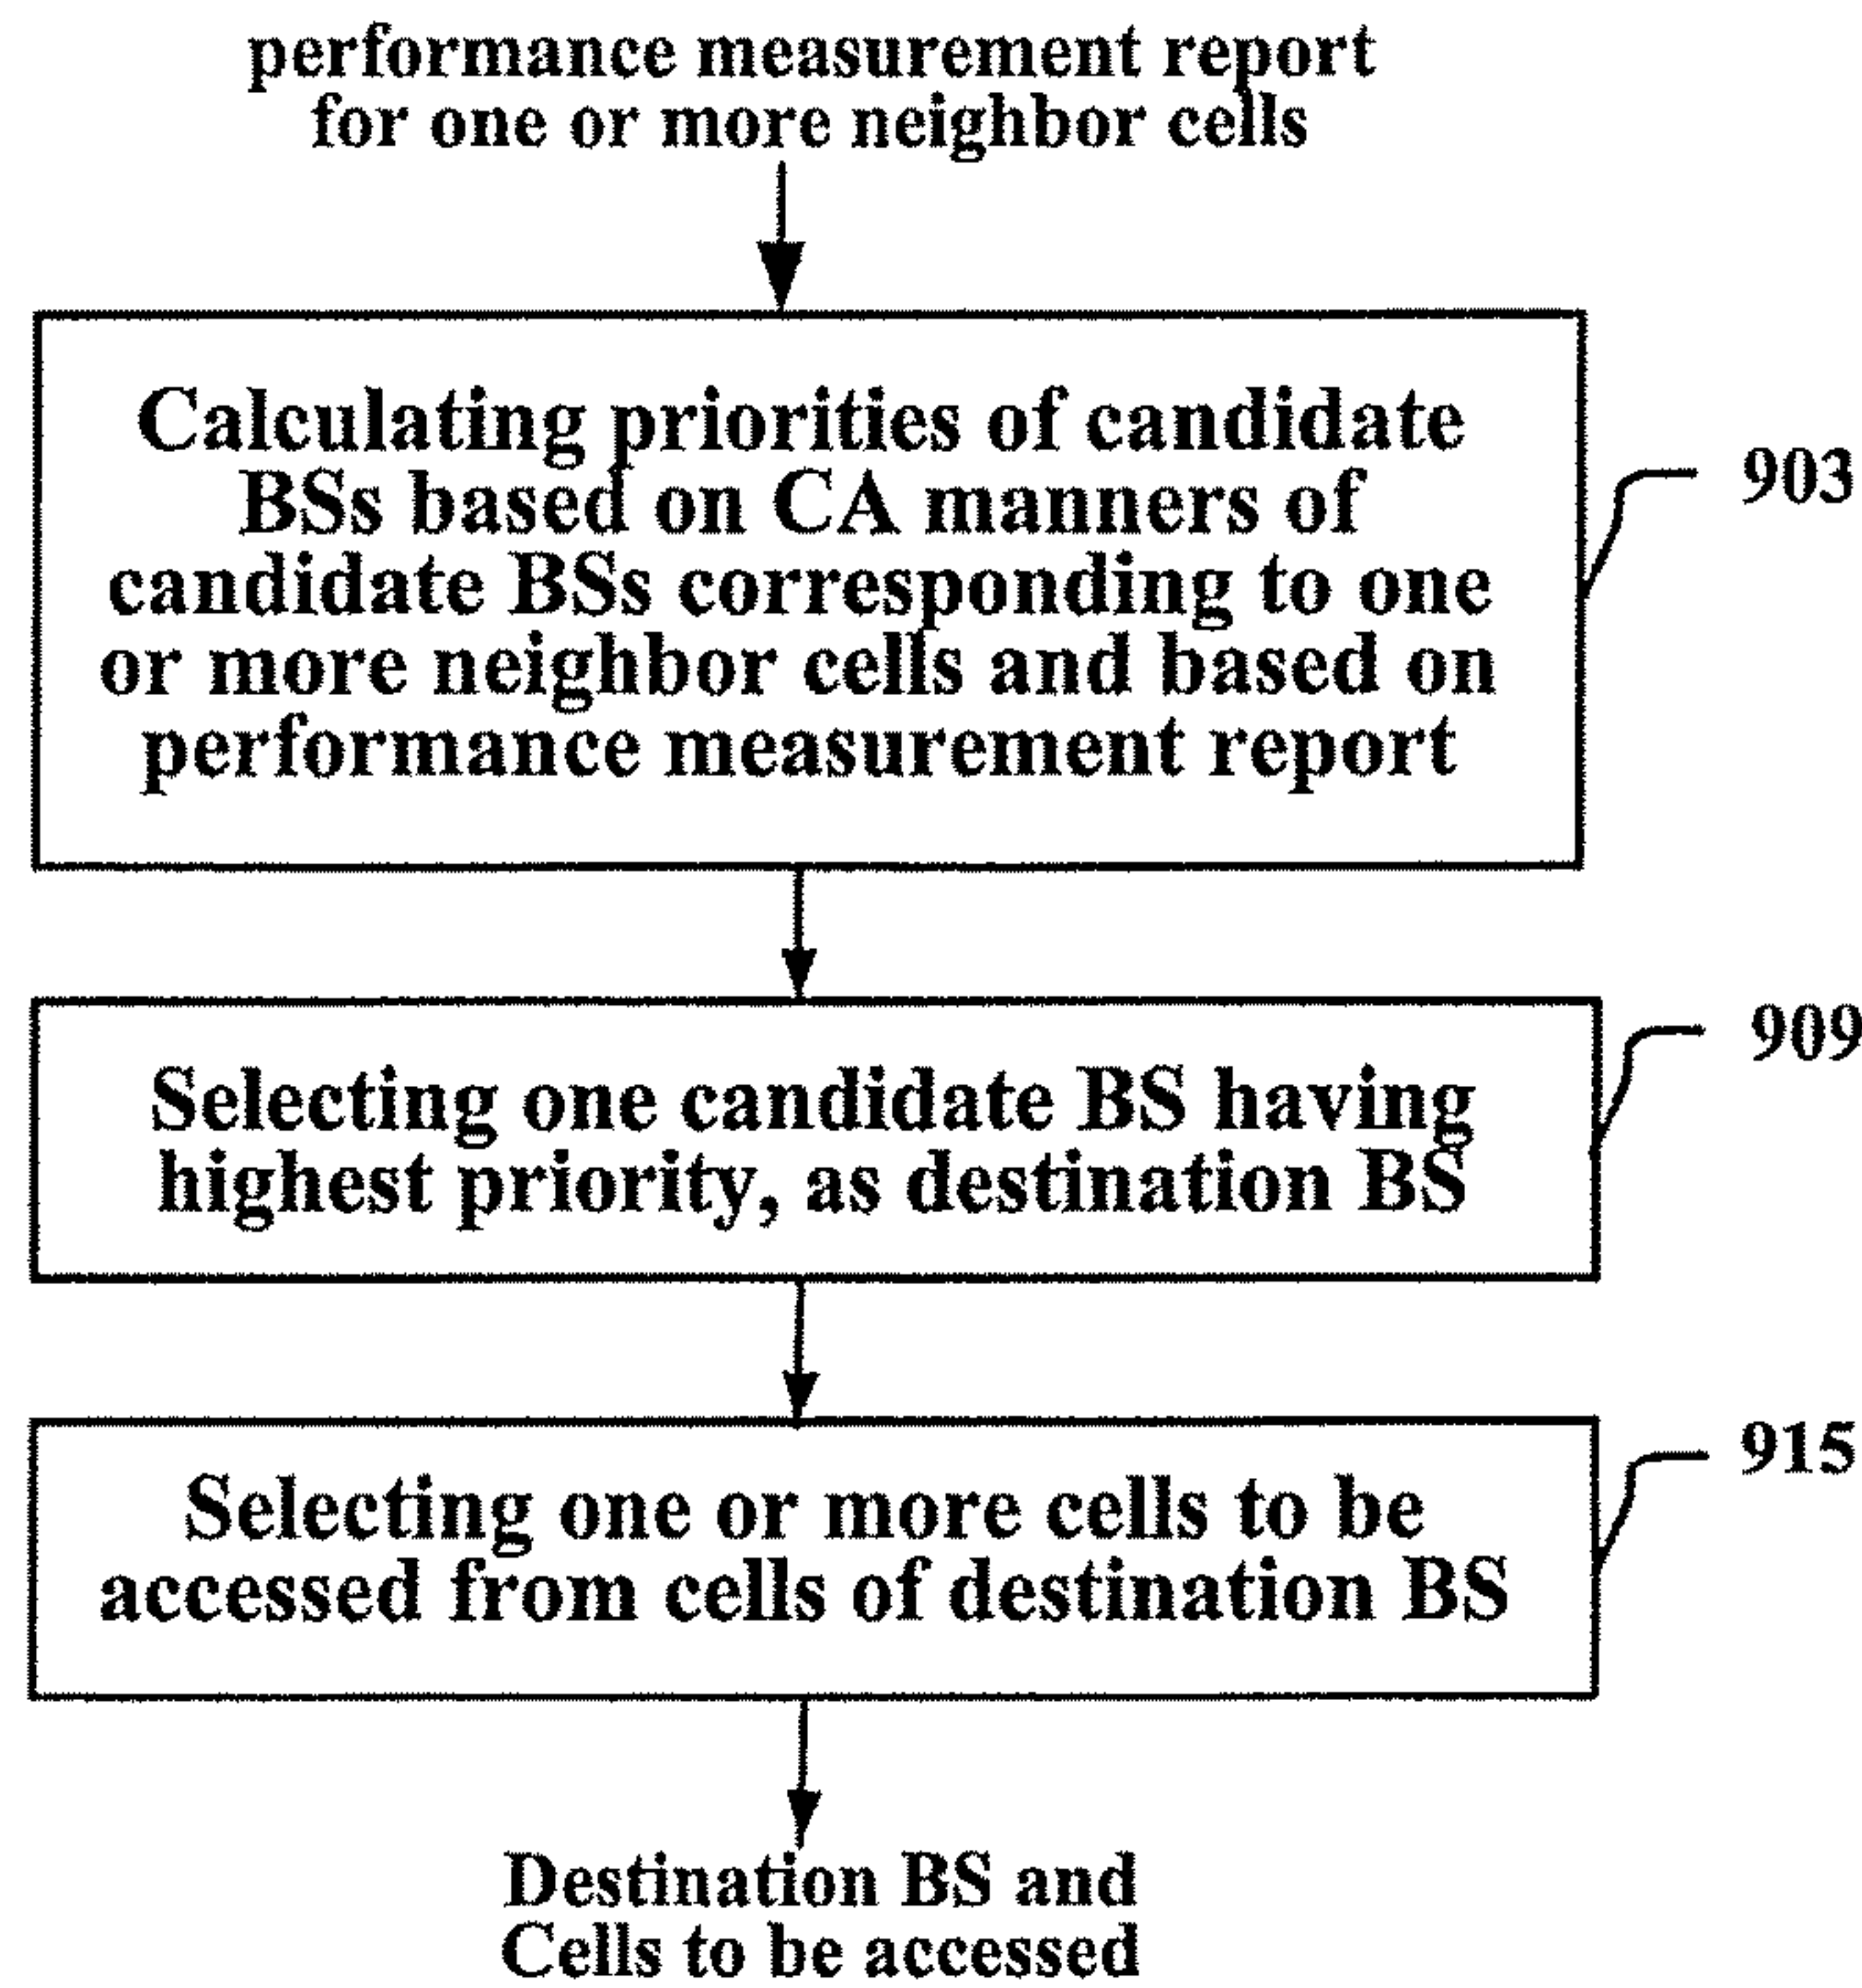 performance measurement report
for one or more neighbor cells
Calculating priorities of candidate
BSs based on CA manners of
candidate BSs corresponding to one
or more neighbor cells and based on
performance measurement report
903
Selecting one candidate BS having
highest priority, as destination BS
909
Selecting one or more cells to be
accessed from cells of destination BS
915
Destination BS and
Cells to be accessed